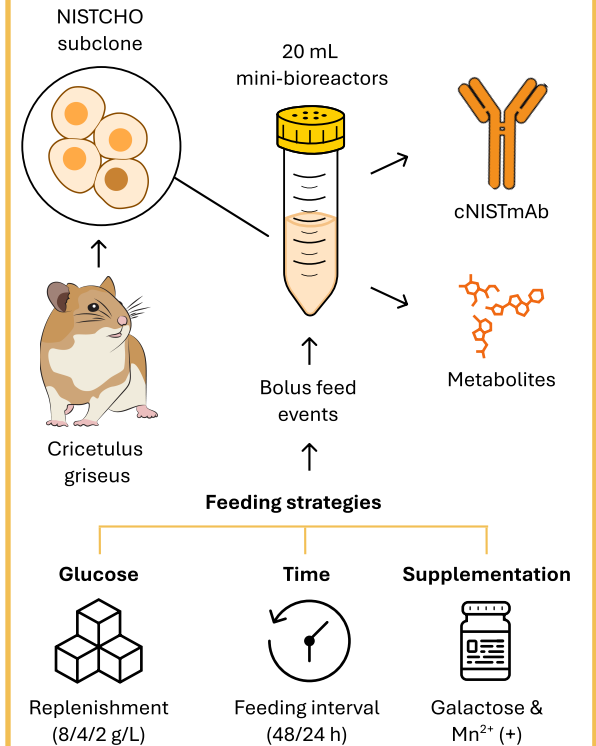 NISTCHO
subclone
20 mL
mini-bioreactors
cNISTmAb
Metabolites
Cricetulus
griseus
Bolus feed
events
Feeding strategies
Glucose
Replenishment
(8/4/2 g/L)
Time
Feeding interval
(48/24 h)
Supplementation
Galactose &
Mn²⁺ (+)